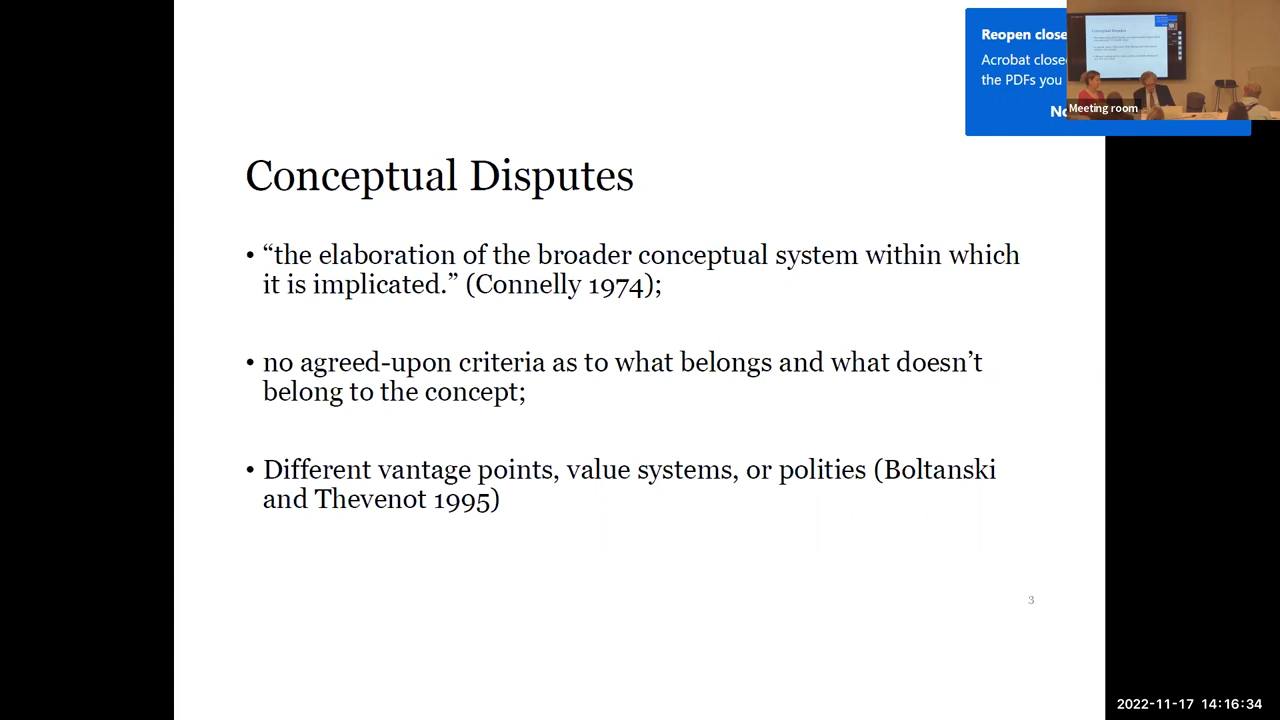 Reopen close
Acrobat closed
the PDFs you
Meeting room
Conceptual Disputes
• “the elaboration of the broader conceptual system within which
it is implicated.” (Connelly 1974);
• no agreed-upon criteria as to what belongs and what doesn’t
belong to the concept;
• Different vantage points, value systems, or polities (Boltanski
and Thevenot 1995)
3
2022-11-17 14:16:34